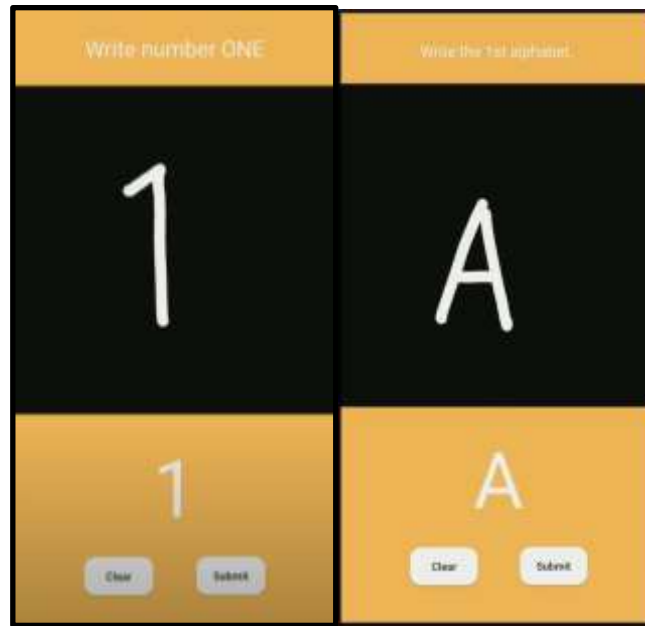 Write number ONE
1
1
Clear
Submit
Write the 1st alphabet.
A
A
Clear
Submit